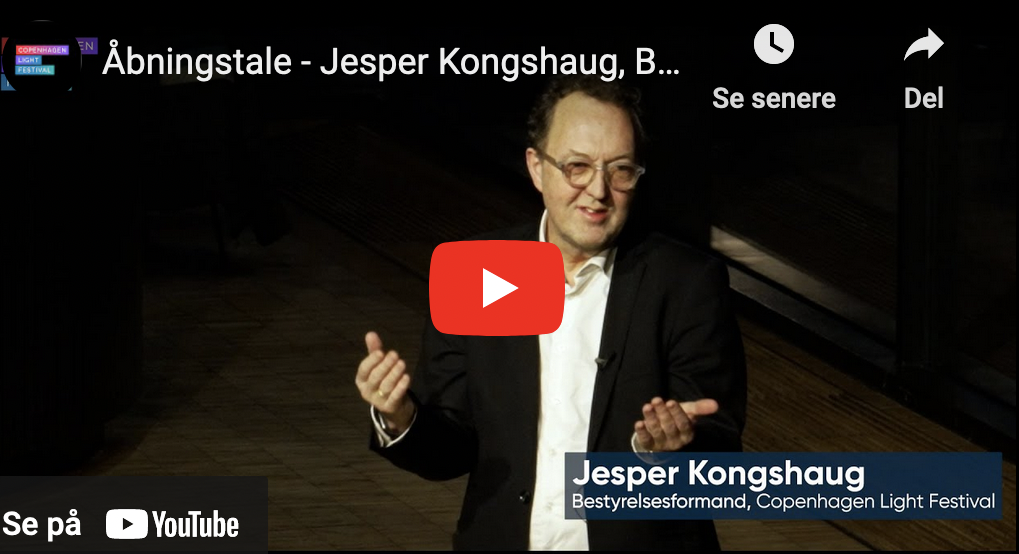 COPENHAGEN
LIGHT
FESTIVAL
Åbningstale - Jesper Kongshaug, B...
Se senere
Del
Jesper Kongshaug
Bestyrelsesformand, Copenhagen Light Festival
Se på YouTube